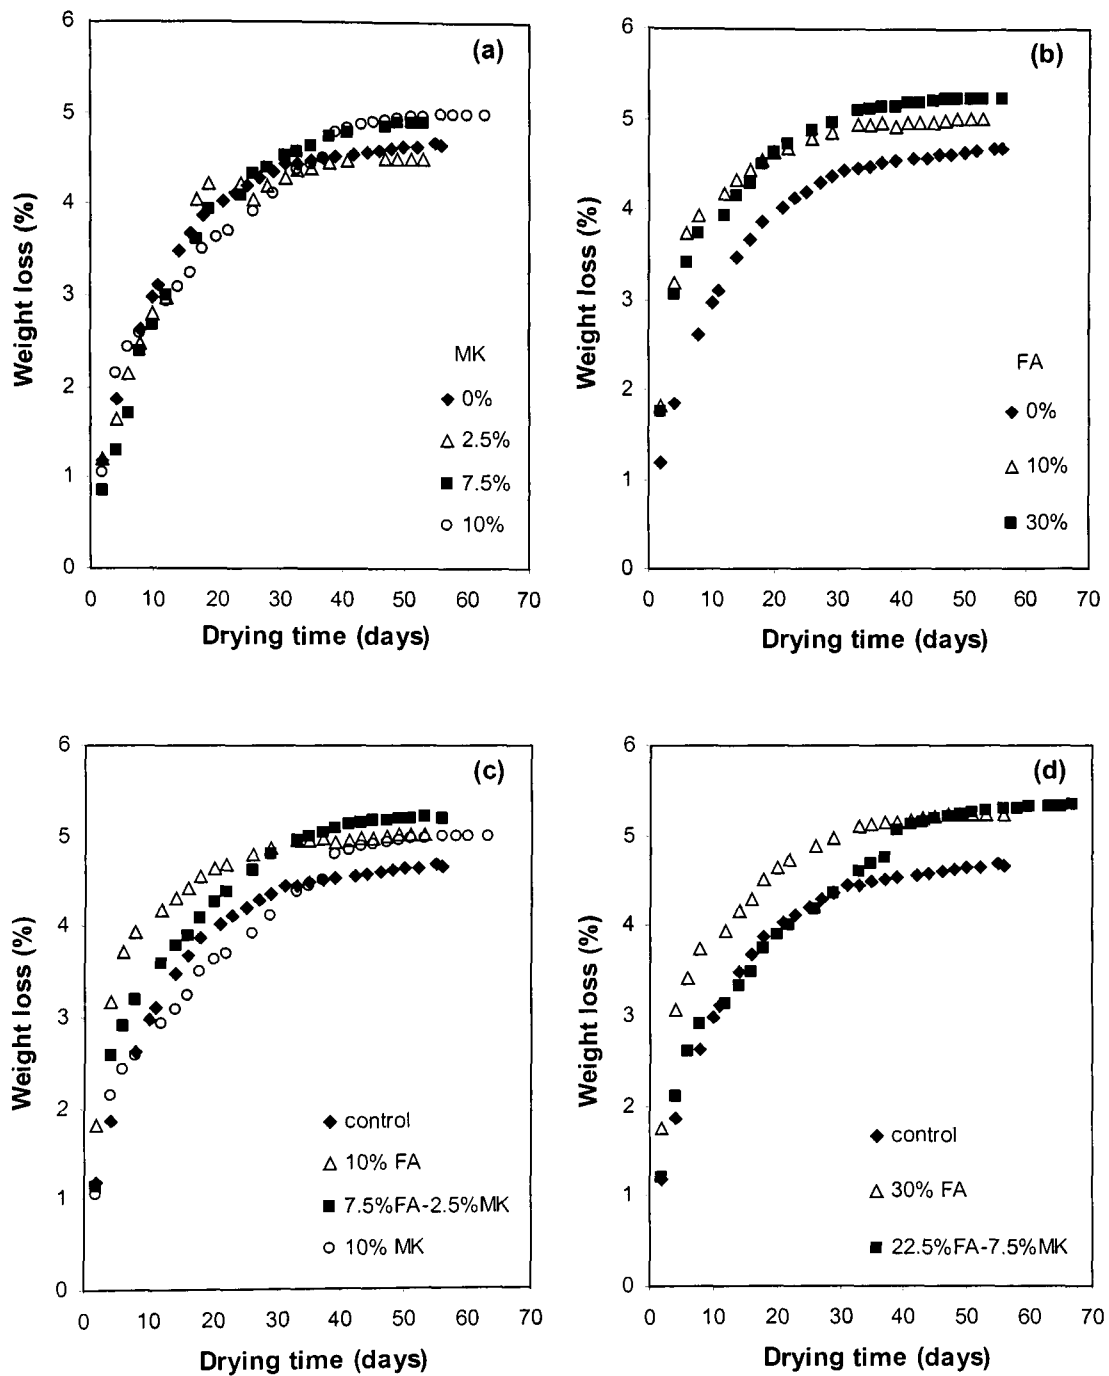 (a)
6
5
4
3
2
1
0
Weight loss (%)
MK
0%
2.5%
7.5%
10%
0 10 20 30 40 50 60 70
Drying time (days)
(b)
6
5
4
3
2
1
0
Weight loss (%)
FA
0%
10%
30%
0 10 20 30 40 50 60 70
Drying time (days)
(c)
6
5
4
3
2
1
0
Weight loss (%)
control
10% FA
7.5%FA-2.5%MK
10% MK
0 10 20 30 40 50 60 70
Drying time (days)
(d)
6
5
4
3
2
1
0
Weight loss (%)
control
30% FA
22.5%FA-7.5%MK
0 10 20 30 40 50 60 70
Drying time (days)